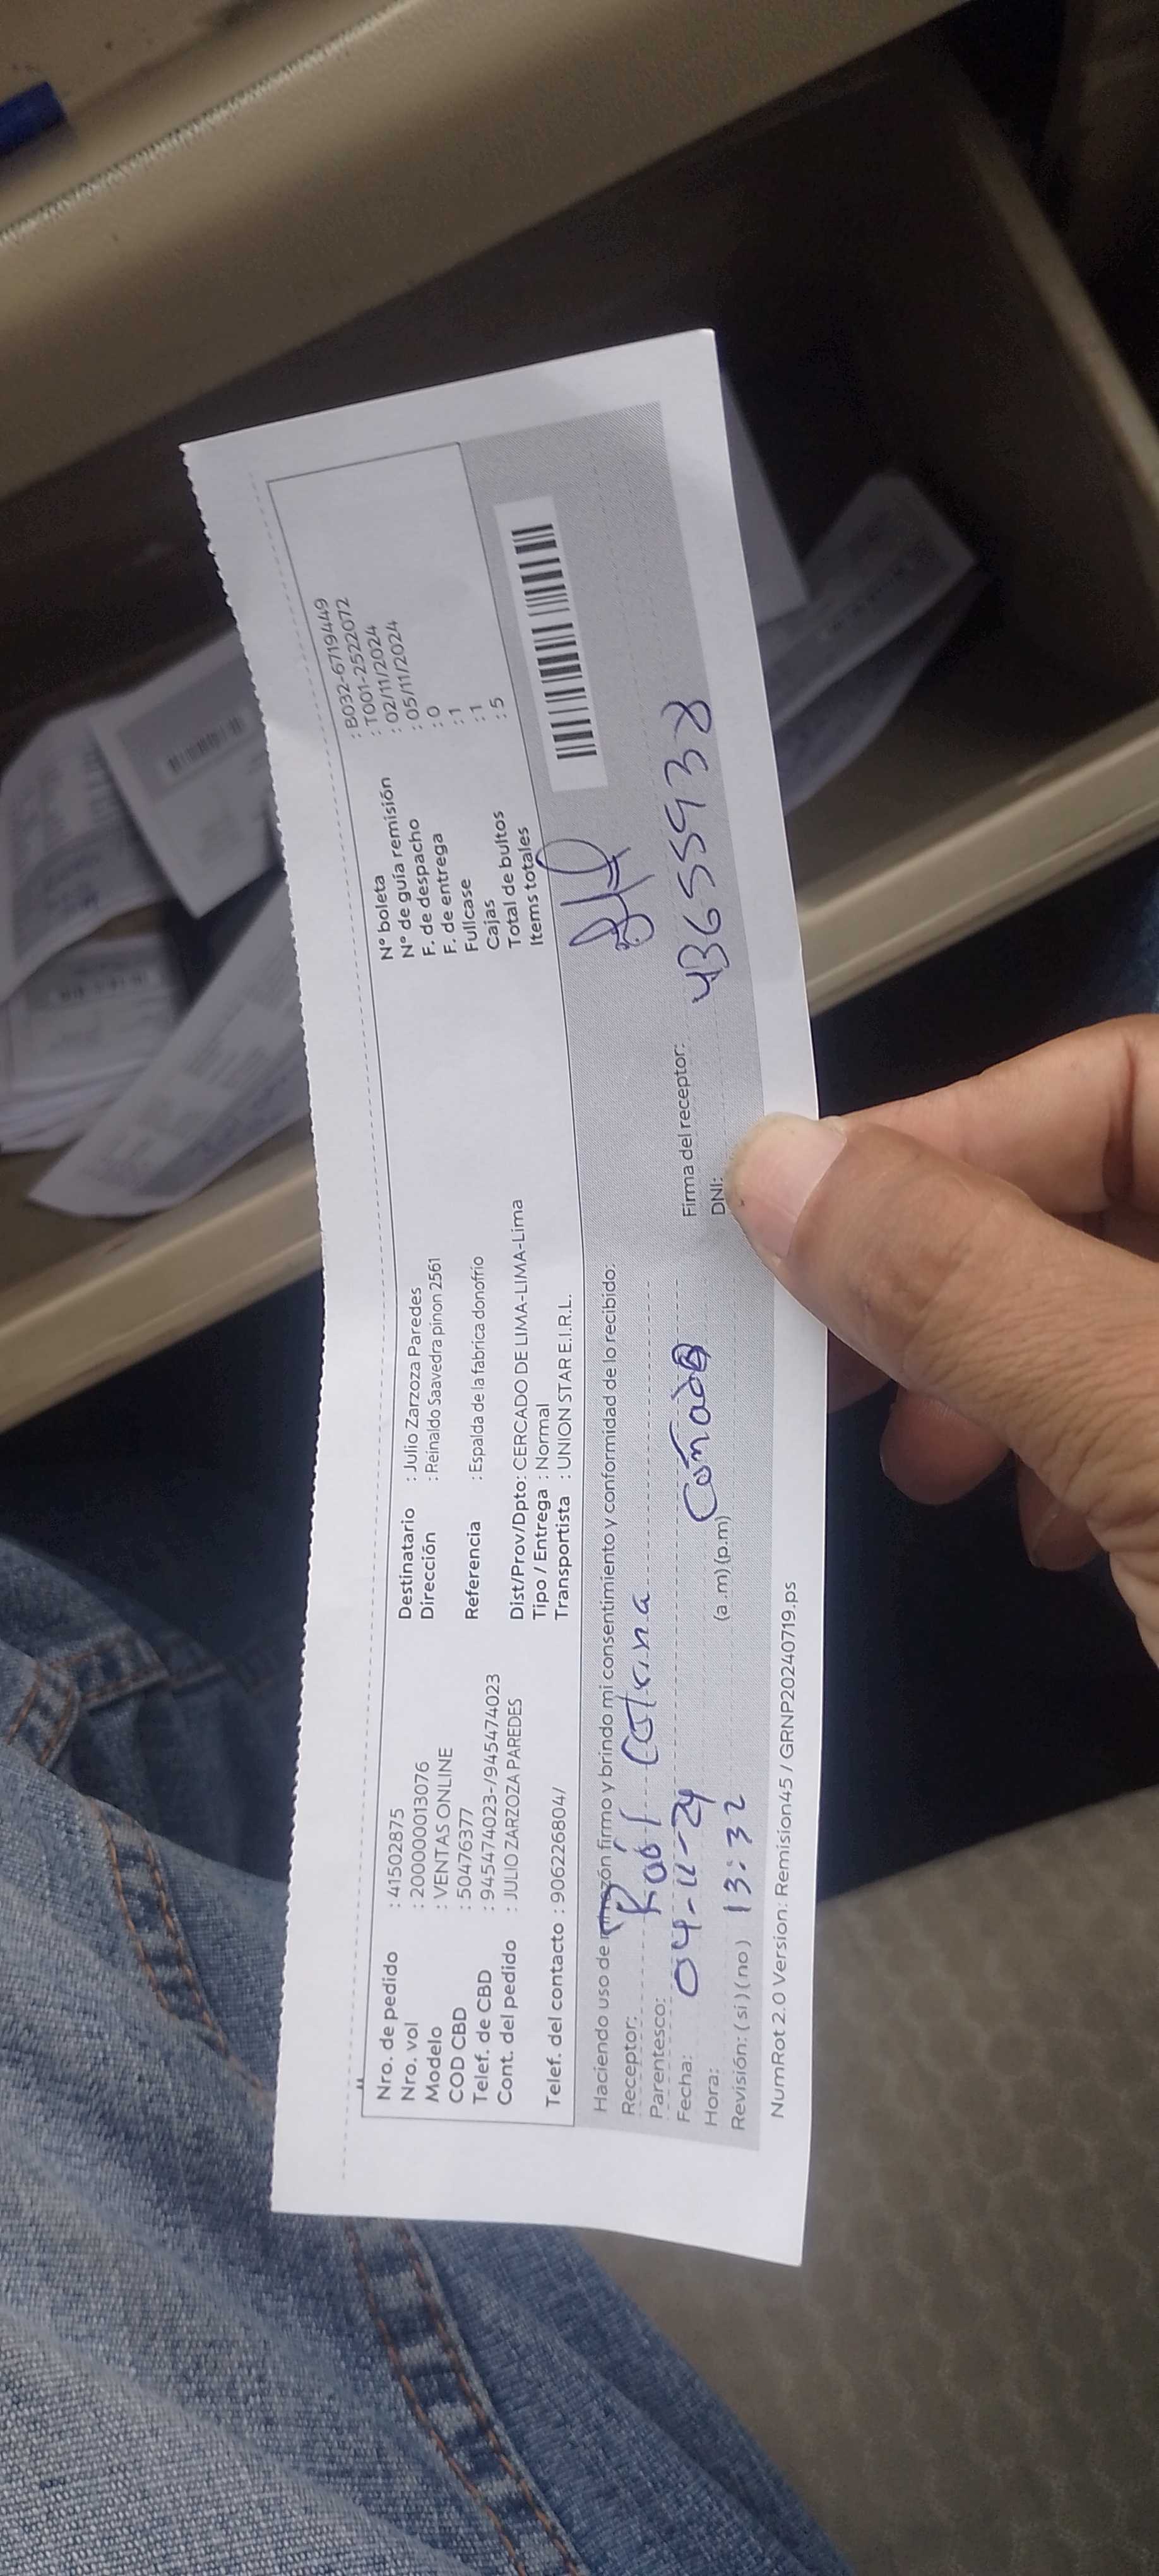 Nro. de pedido : 41502875
Nro. vol : 200000013076
Modelo : VENTAS ONLINE
COD CBD : 50476377
Telef. de CBD : 945474023-/945474023
Cont. del pedido : JULIO ZARZOZA PAREDES
Telef. del contacto : 906226804/
Destinatario : Julio Zarzoza Paredes
Dirección : Reinaldo Saavedra pinon 2561
Referencia : Espalda de la fabrica donofrio
Dist/Prov/Dpto: CERCADO DE LIMA-LIMA-Lima
Tipo / Entrega : Normal
Transportista : UNION STAR E.I.R.L.
N° boleta : B032-6719449
N° de guía remisión : T001-2522072
F. de despacho : 02/11/2024
F. de entrega : 05/11/2024
Fullcase : 0
Cajas : 1
Total de bultos : 1
Items totales : 5
Haciendo uso de mi razón firmo y brindo mi consentimiento y conformidad de lo recibido:
Receptor: Raúl
Parentesco: Cuñado
Fecha: 04-11-24
Hora: 13:32 (a.m) (p.m)
Revisión: (si) (no)
Firma del receptor:
DNI: 43655938
NumRot 2.0 Version: Remision45 / GRNP20240719.ps